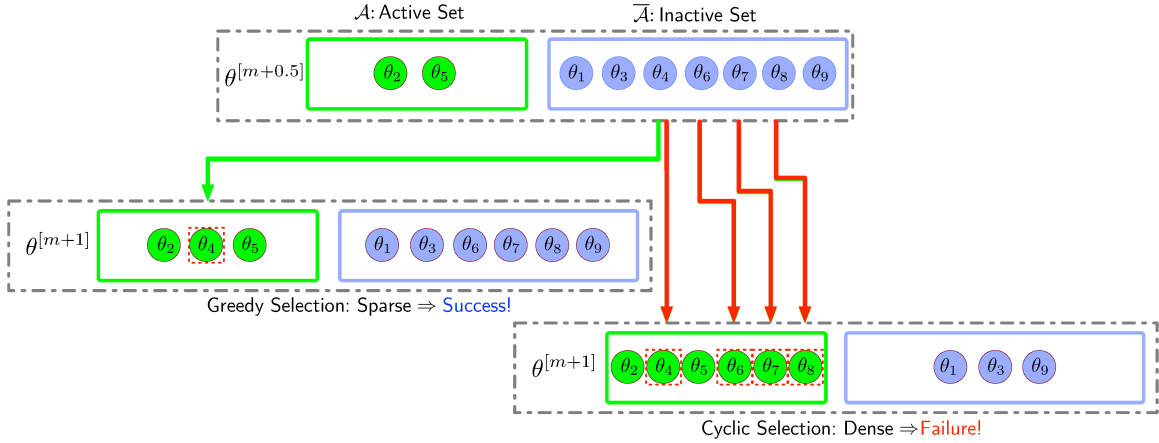 𝒜: Active Set
𝒜̅: Inactive Set
θ^[m+0.5]
θ₂ θ₅
θ₁ θ₃ θ₄ θ₆ θ₇ θ₈ θ₉
θ^[m+1]
θ₂ θ₄ θ₅
θ₁ θ₃ θ₆ θ₇ θ₈ θ₉
Greedy Selection: Sparse ⇒ Success!
θ^[m+1]
θ₂ θ₄ θ₅ θ₆ θ₇ θ₈
θ₁ θ₃ θ₉
Cyclic Selection: Dense ⇒Failure!